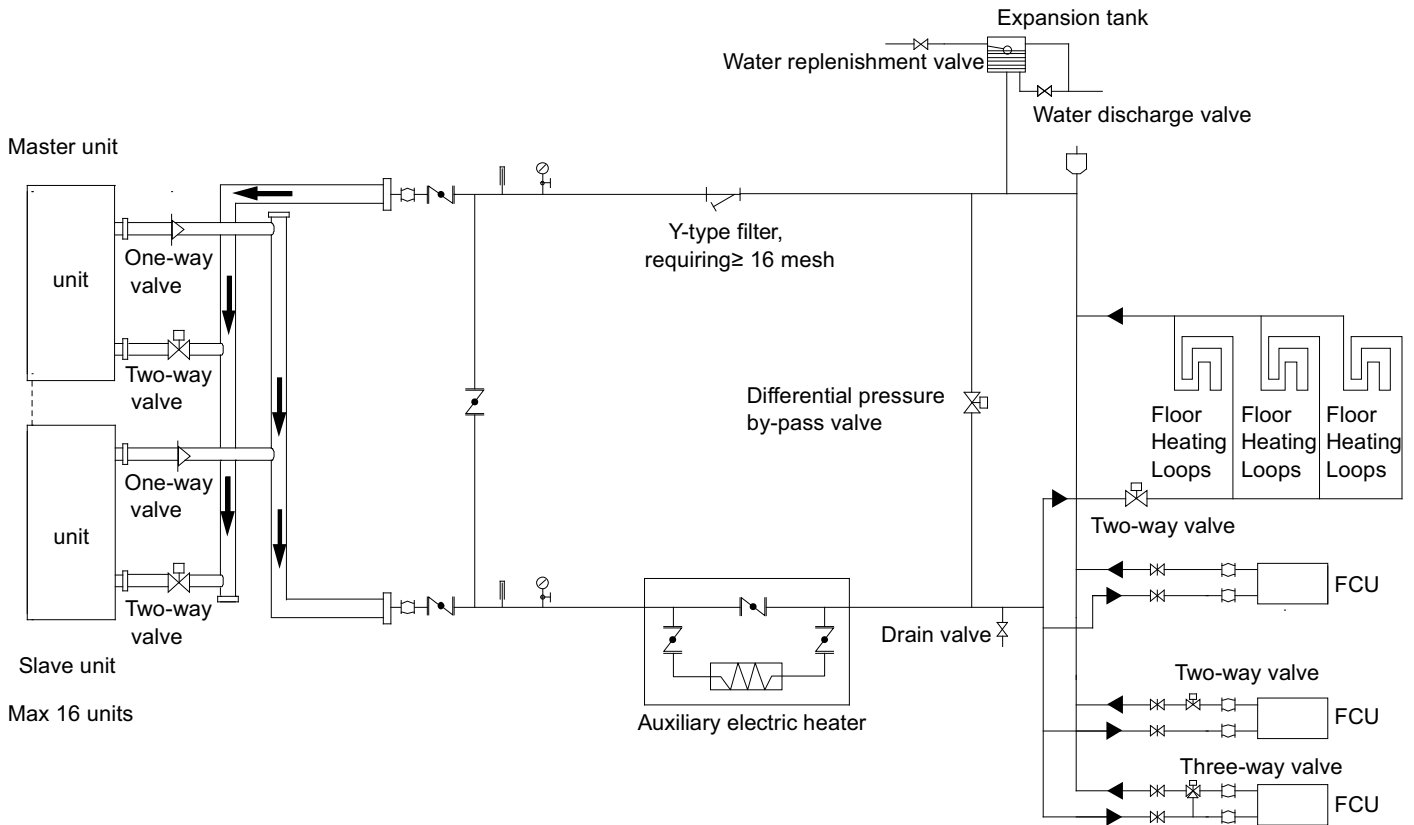 Expansion tank
Water replenishment valve
Water discharge valve
Master unit
unit
One-way
valve
Two-way
valve
Y-type filter,
requiring≥ 16 mesh
Differential pressure
by-pass valve
Floor
Heating
Loops
Floor
Heating
Loops
Floor
Heating
Loops
unit
One-way
valve
Two-way
valve
Two-way valve
FCU
Drain valve
Slave unit
Max 16 units
Auxiliary electric heater
Two-way valve
FCU
Three-way valve
FCU